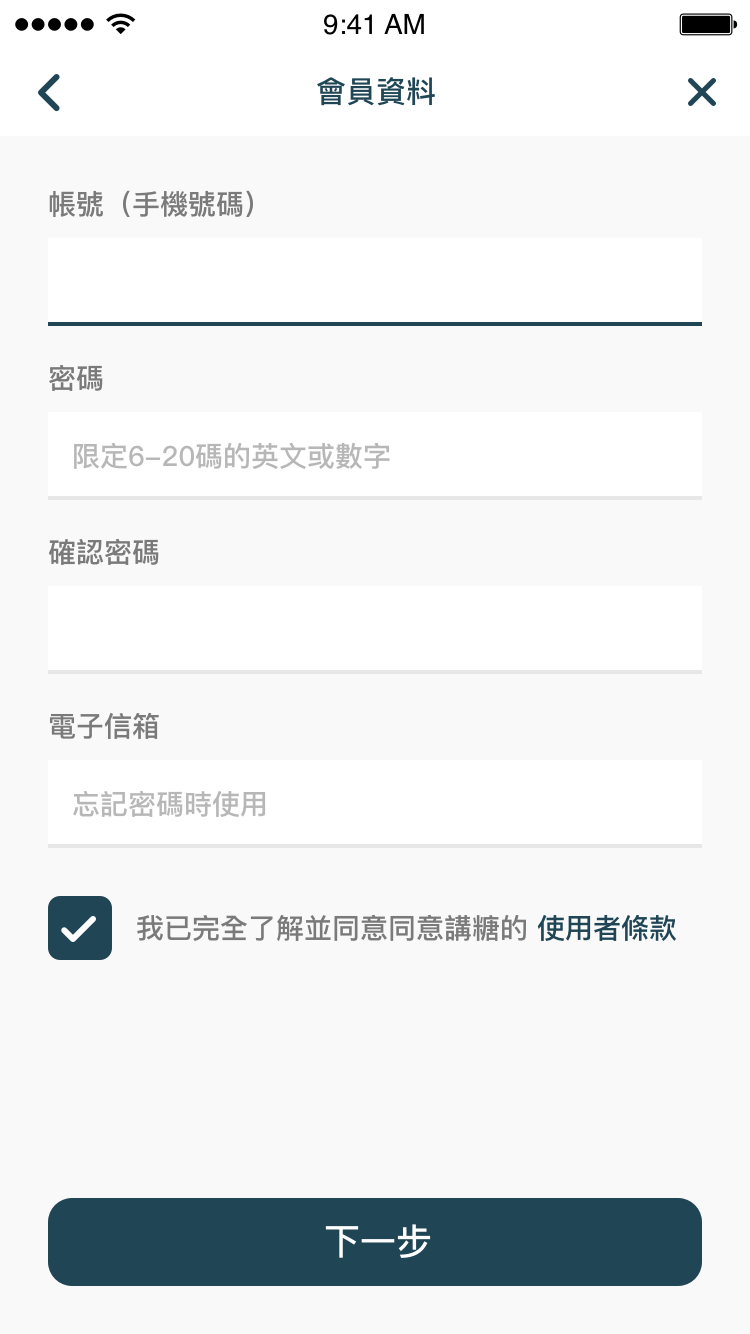 9:41 AM
會員資料
帳號（手機號碼）
密碼
限定6–20碼的英文或數字
確認密碼
電子信箱
忘記密碼時使用
我已完全了解並同意同意講糖的 使用者條款
下一步